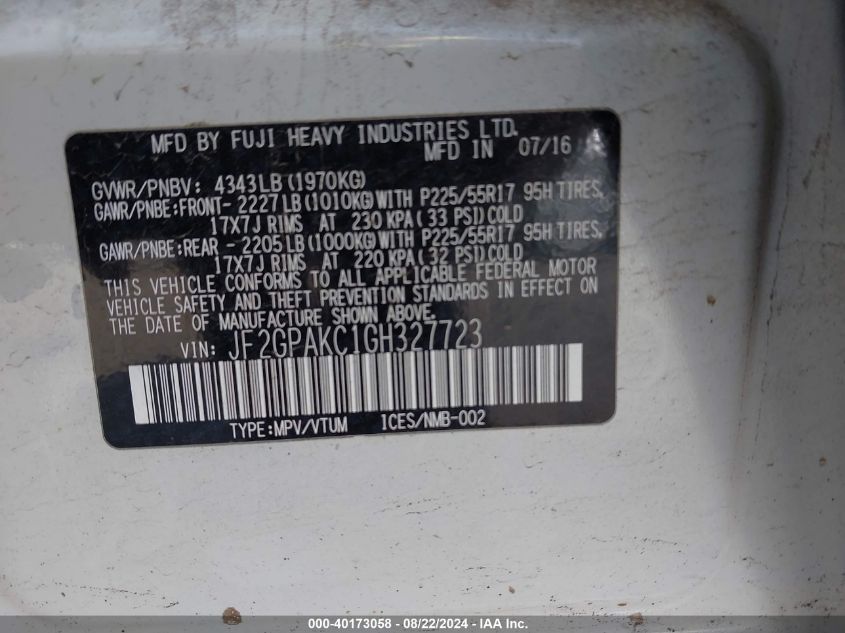 MFD BY FUJI HEAVY INDUSTRIES LTD.
MFD IN 07/16 A
GVWR/PNBV: 4343LB(1970KG)
GAWR/PNBE:FRONT- 2227LB(1010KG)WITH P225/55R17 95H TIRES,
17X7J RIMS AT 230 KPA(33 PSI)COLD
GAWR/PNBE:REAR - 2205LB(1000KG)WITH P225/55R17 95H TIRES,
17X7J RIMS AT 220 KPA(32 PSI)COLD
THIS VEHICLE CONFORMS TO ALL APPLICABLE FEDERAL MOTOR
VEHICLE SAFETY AND THEFT PREVENTION STANDARDS IN EFFECT ON
THE DATE OF MANUFACTURE SHOWN ABOVE.
VIN: JF2GPAKC1GH327723
TYPE:MPV/VTUM ICES/NMB-002
000-40173058 - 08/22/2024 - IAA Inc.